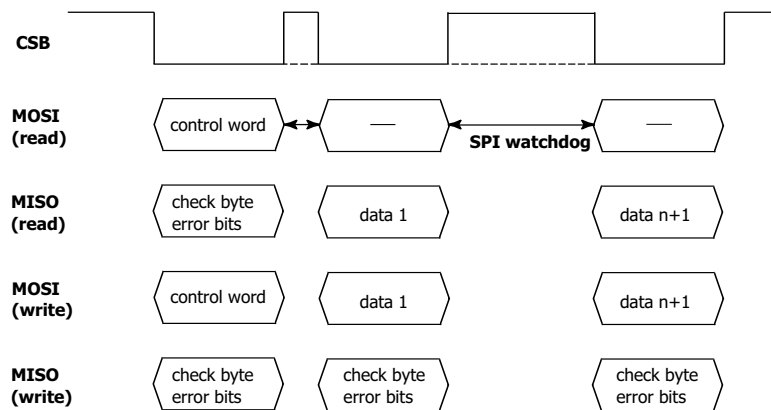 CSB
MOSI
(read)
control word
—
SPI watchdog
—
MISO
(read)
check byte
error bits
data 1
data n+1
MOSI
(write)
control word
data 1
data n+1
MISO
(write)
check byte
error bits
check byte
error bits
check byte
error bits